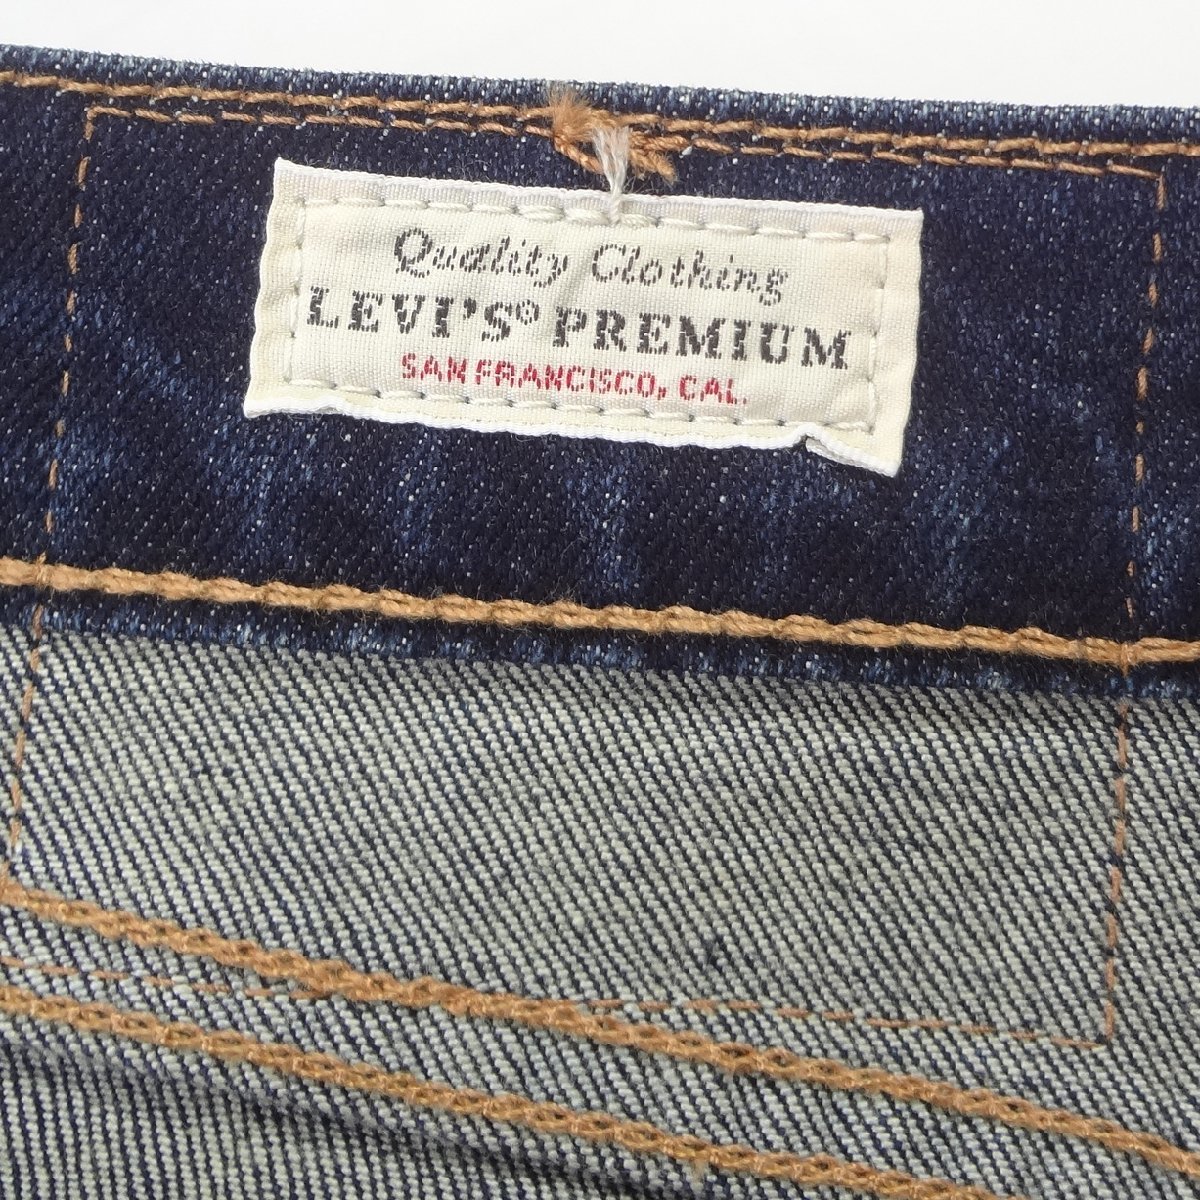 Quality Clothing
LEVI'S® PREMIUM
SAN FRANCISCO, CAL.